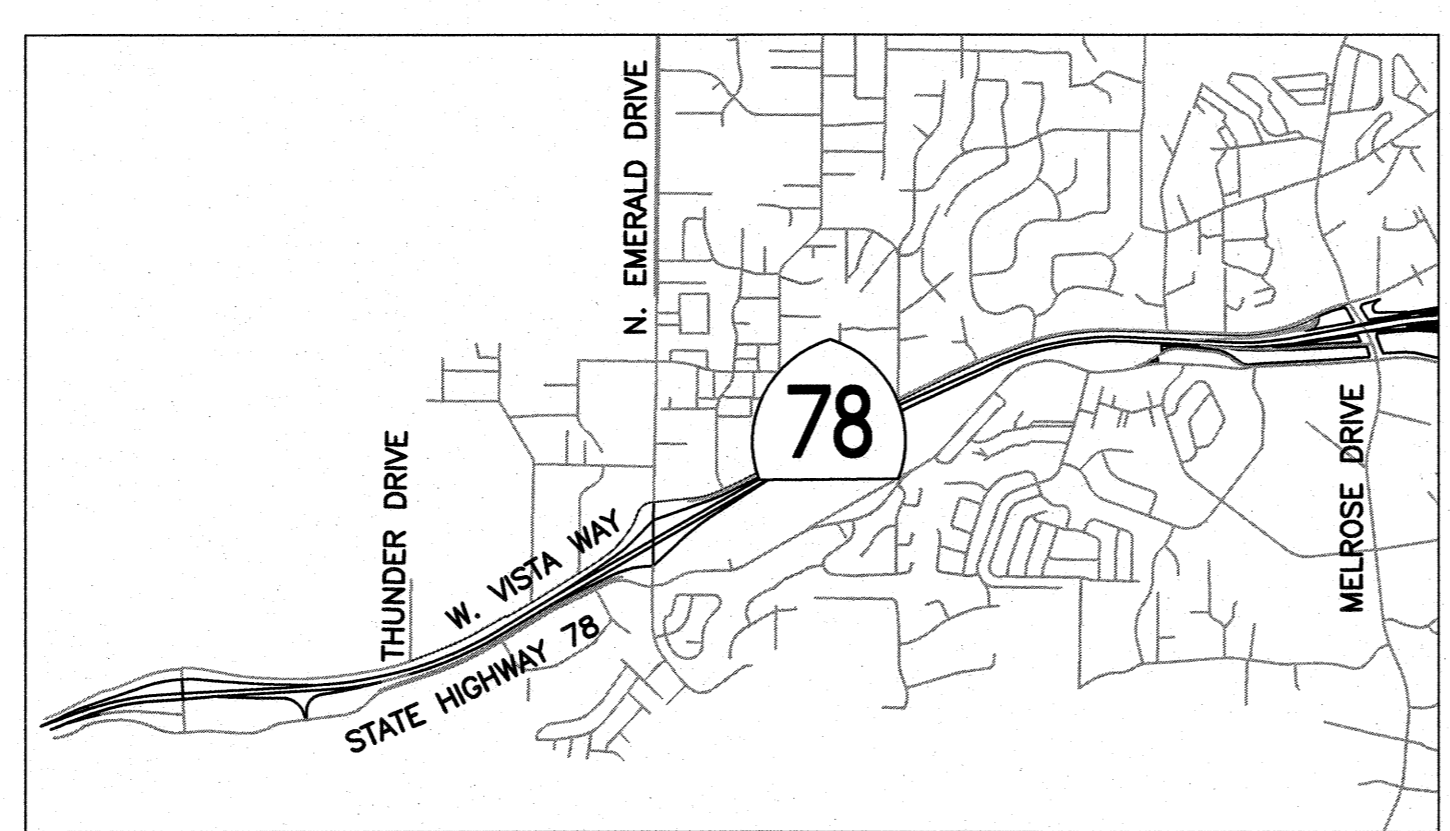 N. EMERALD DRIVE
78
THUNDER DRIVE
W. VISTA WAY
STATE HIGHWAY 78
MELROSE DRIVE